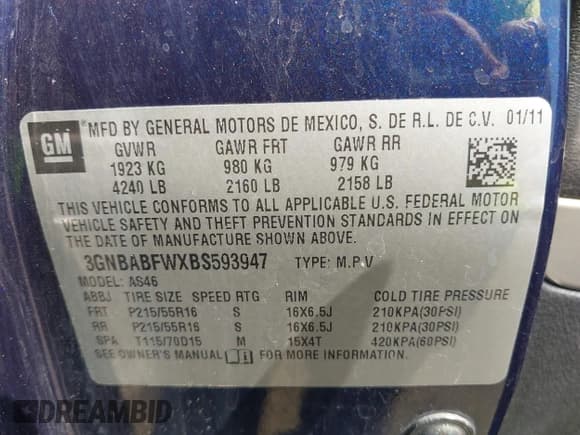 GM
*MFD BY GENERAL MOTORS DE MEXICO, S. DE R.L. DE C.V. 01/11
GVWR GAWR FRT GAWR RR
1923 KG 980 KG 979 KG
4240 LB 2160 LB 2158 LB
THIS VEHICLE CONFORMS TO ALL APPLICABLE U.S. FEDERAL MOTOR
VEHICLE SAFETY AND THEFT PREVENTION STANDARDS IN EFFECT ON
THE DATE OF MANUFACTURE SHOWN ABOVE.
3GNBABFWXBS593947 TYPE: M.P.V
MODEL: AS46
ABBJ TIRE SIZE SPEED RTG RIM COLD TIRE PRESSURE
FRT P215/55R16 S 16X6.5J 210KPA(30PSI)
RR P215/55R16 S 16X6.5J 210KPA(30PSI)
SPA T115/70D15 M 15X4T 420KPA(60PSI)
SEE OWNER'S MANUAL FOR MORE INFORMATION.
DREAMBID